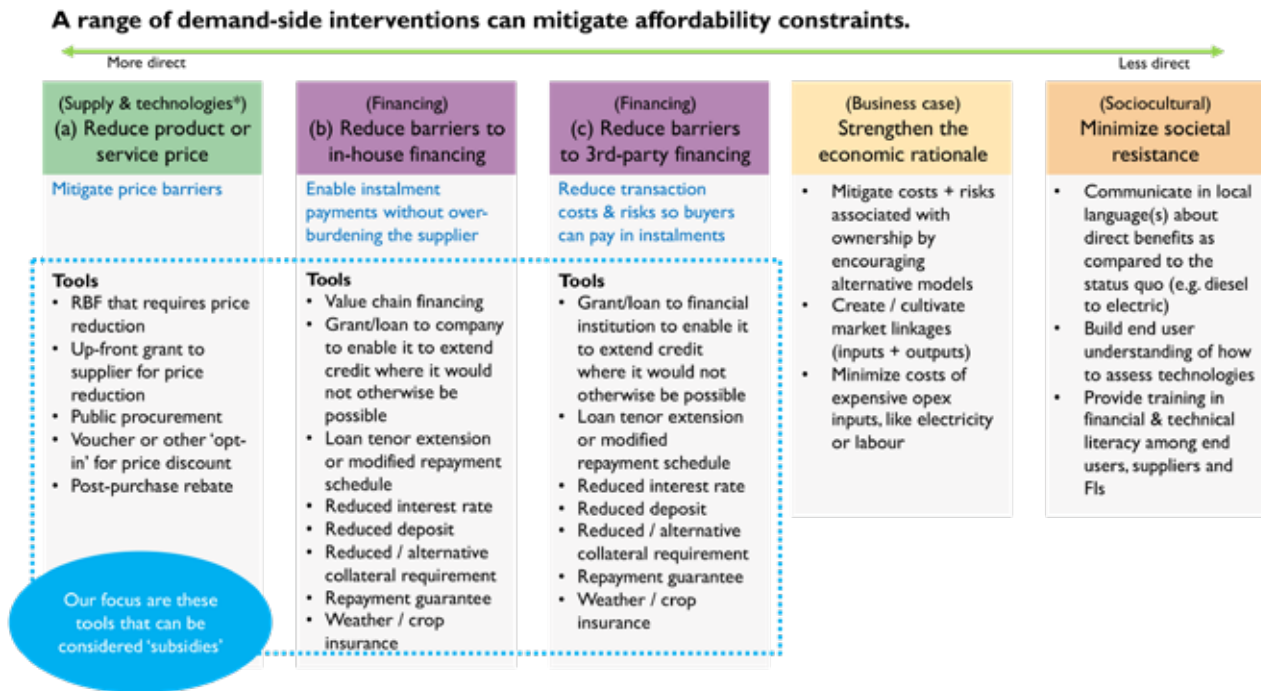 A range of demand-side interventions can mitigate affordability constraints.
More direct
Less direct
(Supply & technologies*)
(a) Reduce product or
service price
Mitigate price barriers
Tools
• RBF that requires price
reduction
• Up-front grant to
supplier for price
reduction
• Public procurement
• Voucher or other ‘opt-
in’ for price discount
• Post-purchase rebate
Our focus are these
tools that can be
considered ‘subsidies’
(Financing)
(b) Reduce barriers to
in-house financing
Enable instalment
payments without over-
burdening the supplier
Tools
• Value chain financing
• Grant/loan to company
to enable it to extend
credit where it would
not otherwise be
possible
• Loan tenor extension
or modified repayment
schedule
• Reduced interest rate
• Reduced deposit
• Reduced / alternative
collateral requirement
• Repayment guarantee
• Weather / crop
insurance
(Financing)
(c) Reduce barriers
to 3rd-party financing
Reduce transaction
costs & risks so buyers
can pay in instalments
Tools
• Grant/loan to financial
institution to enable it
to extend credit
where it would not
otherwise be possible
• Loan tenor extension
or modified
repayment schedule
• Reduced interest rate
• Reduced deposit
• Reduced / alternative
collateral requirement
• Repayment guarantee
• Weather / crop
insurance
(Business case)
Strengthen the
economic rationale
• Mitigate costs + risks
associated with
ownership by
encouraging
alternative models
• Create / cultivate
market linkages
(inputs + outputs)
• Minimize costs of
expensive opex
inputs, like electricity
or labour
(Sociocultural)
Minimize societal
resistance
• Communicate in local
language(s) about
direct benefits as
compared to the
status quo (e.g. diesel
to electric)
• Build end user
understanding of how
to assess technologies
• Provide training in
financial & technical
literacy among end
users, suppliers and
FIs